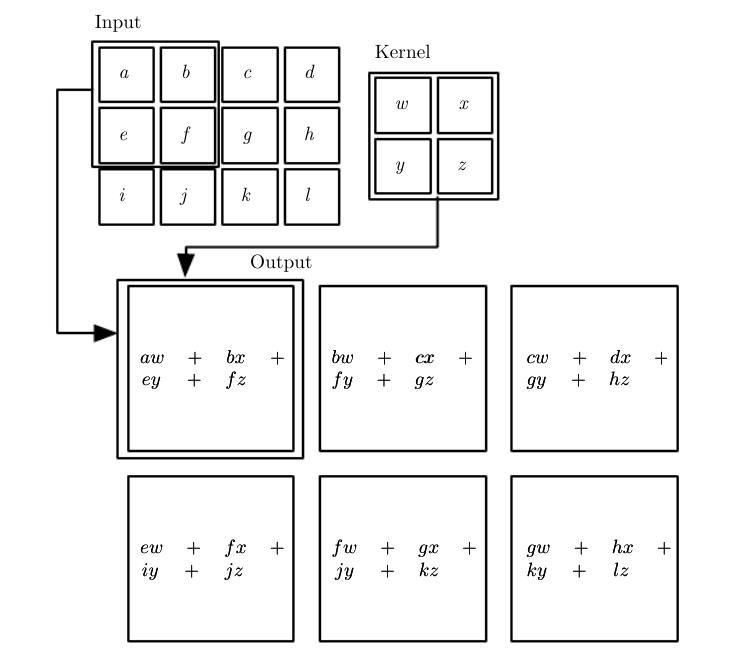 Input
a b c d
e f g h
i j k l
Kernel
w x
y z
Output
aw + bx +
ey + fz
bw + cx +
fy + gz
cw + dx +
gy + hz
ew + fx +
iy + jz
fw + gx +
jy + kz
gw + hx +
ky + lz